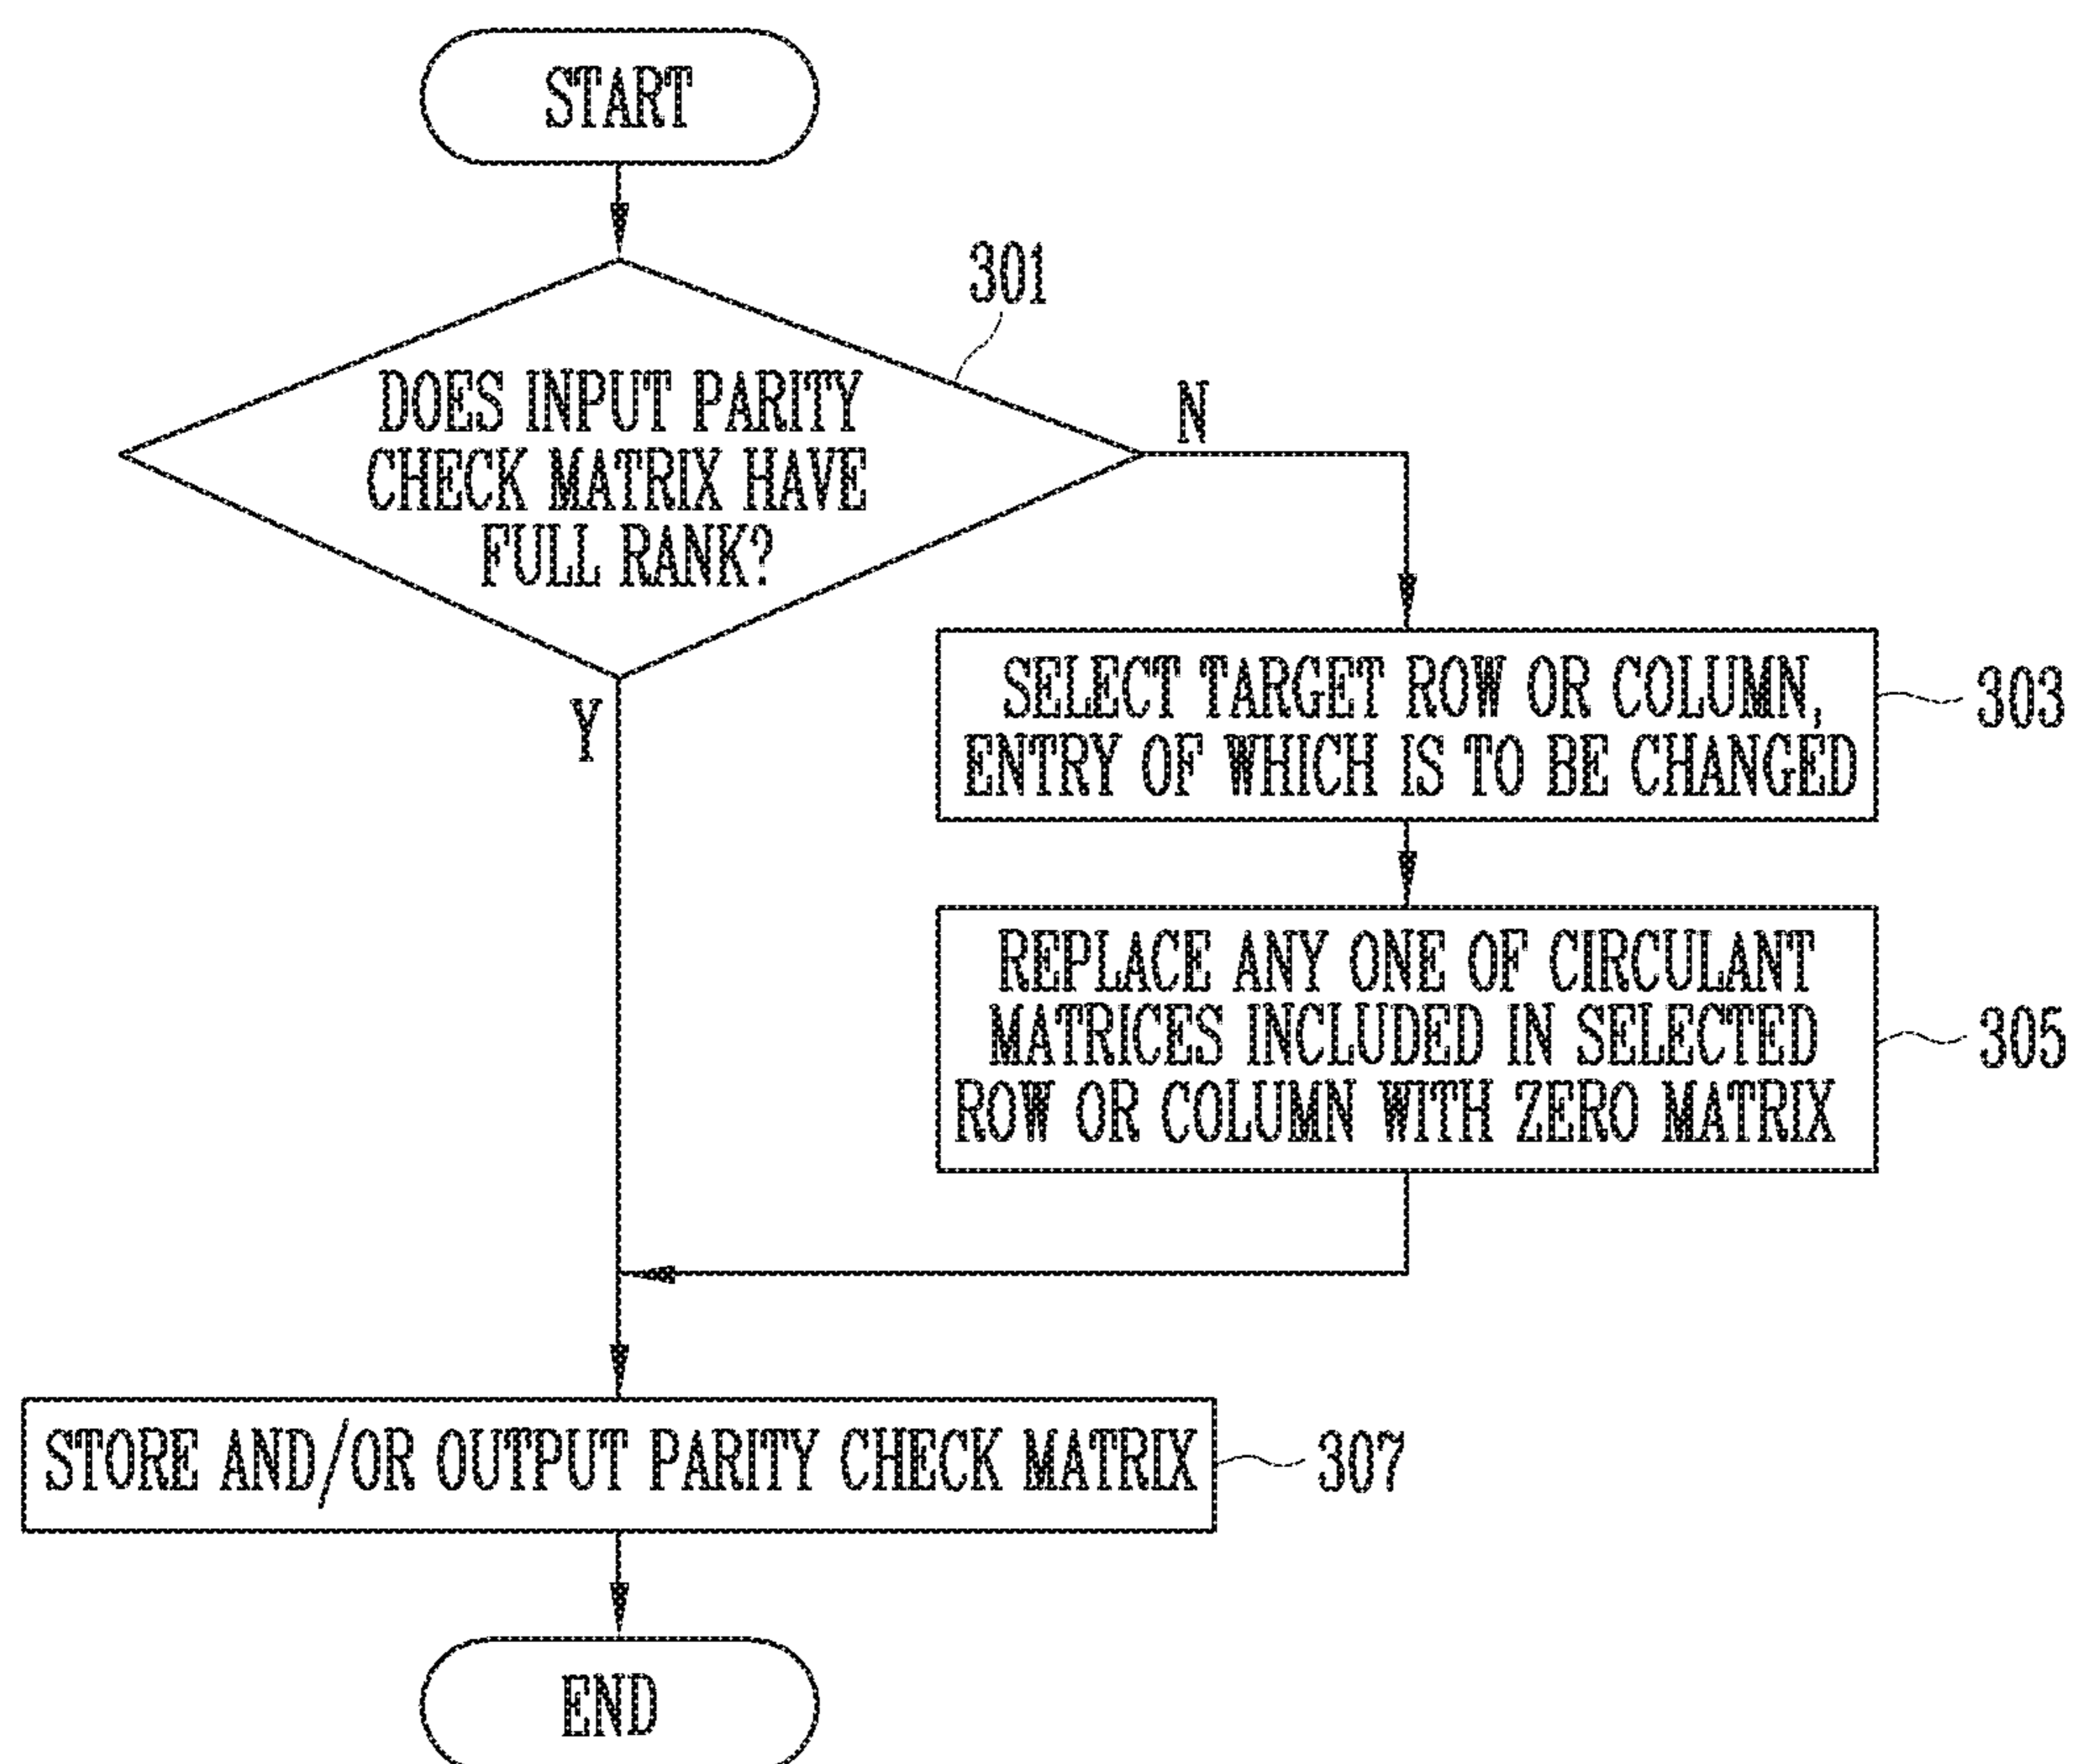 START
301
DOES INPUT PARITY
CHECK MATRIX HAVE
FULL RANK?
N
Y
SELECT TARGET ROW OR COLUMN,
ENTRY OF WHICH IS TO BE CHANGED
303
REPLACE ANY ONE OF CIRCULANT
MATRICES INCLUDED IN SELECTED
ROW OR COLUMN WITH ZERO MATRIX
305
STORE AND/OR OUTPUT PARITY CHECK MATRIX
307
END